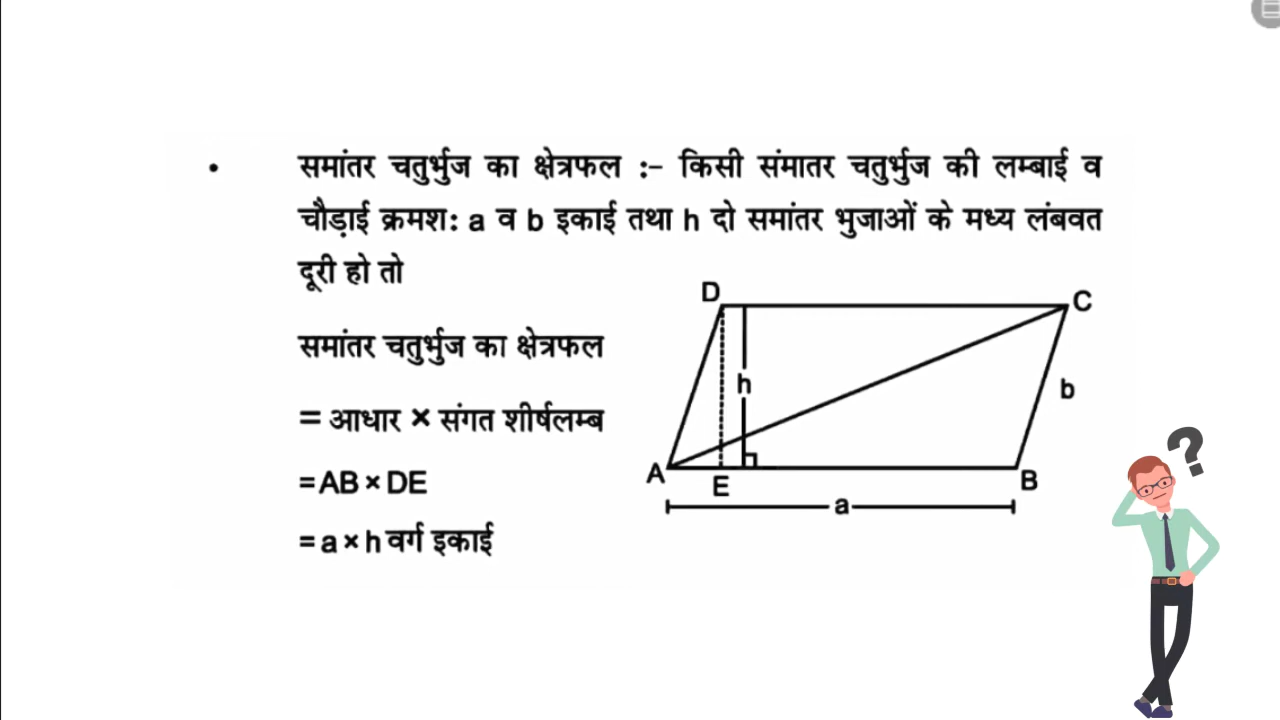 • समांतर चतुर्भुज का क्षेत्रफल :– किसी संमातर चतुर्भुज की लम्बाई व
चौड़ाई क्रमश: a व b इकाई तथा h दो समांतर भुजाओं के मध्य लंबवत
दूरी हो तो
D
C
समांतर चतुर्भुज का क्षेत्रफल
h
b
= आधार × संगत शीर्षलम्ब
A
E
B
= AB × DE
a
= a × h वर्ग इकाई
?